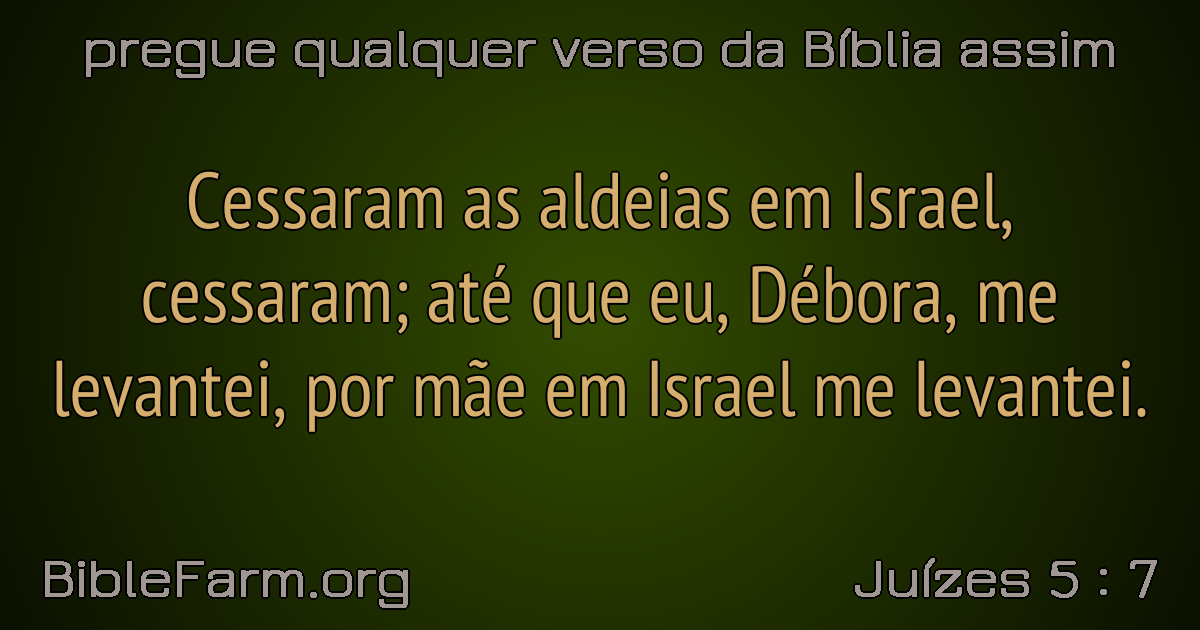 pregue qualquer verso da Bíblia assim
Cessaram as aldeias em Israel,
cessaram; até que eu, Débora, me
levantei, por mãe em Israel me levantei.
BibleFarm.org
Juízes 5 : 7